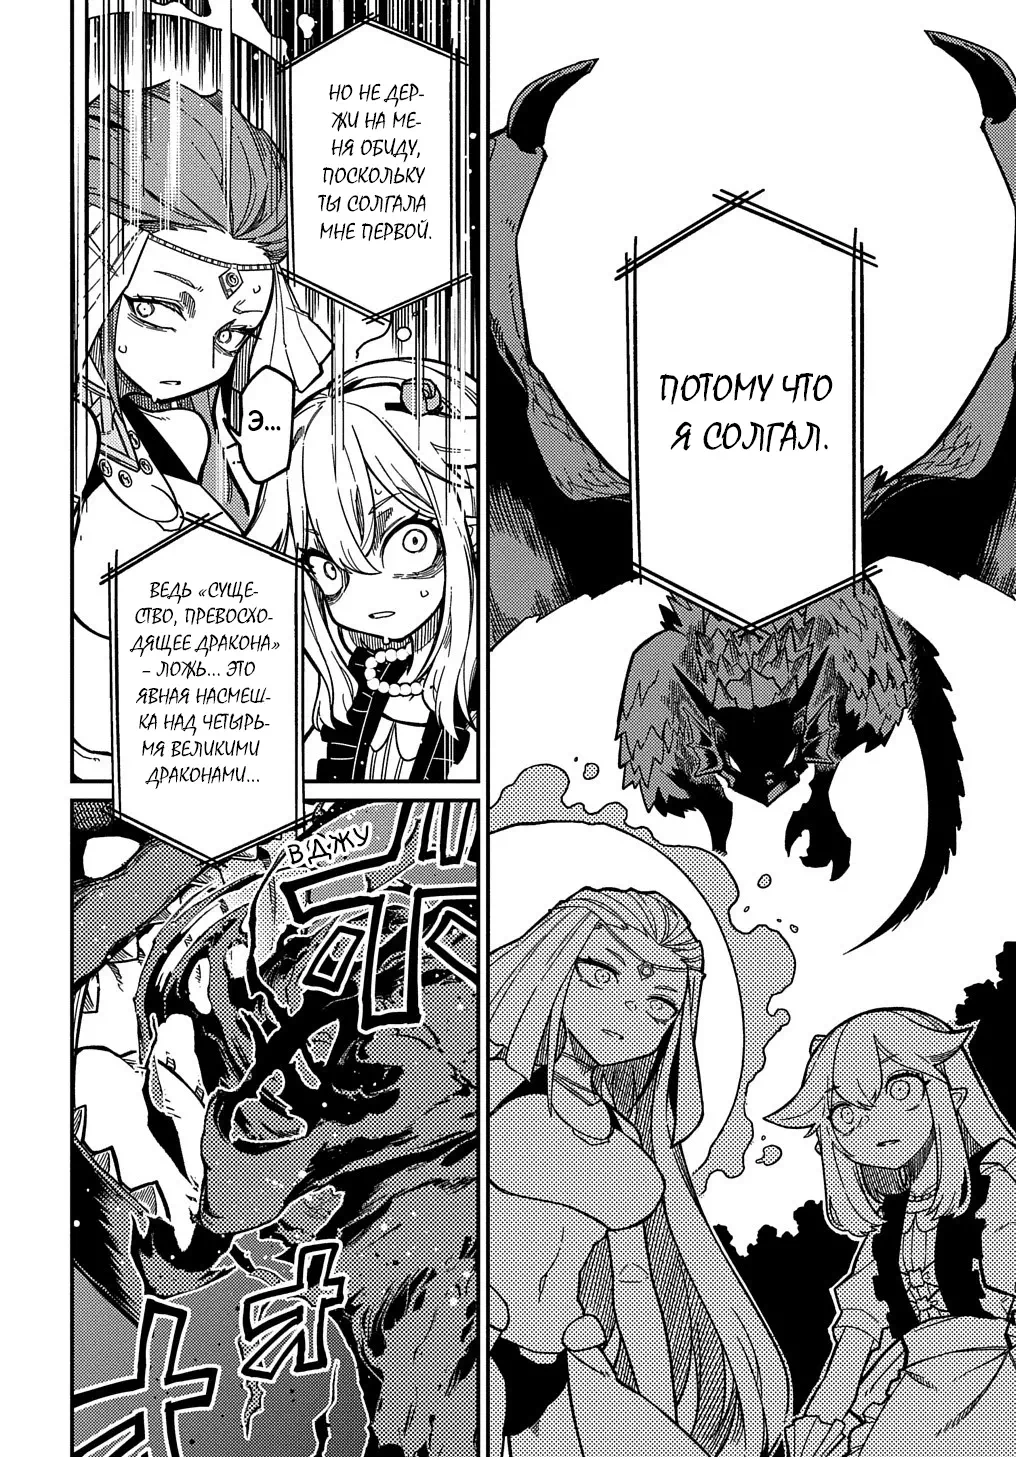 ПОТОМУ ЧТО
Я СОЛГАЛ.
НО НЕ ДЕР-
ЖИ НА МЕ-
НЯ ОБИДУ,
ПОСКОЛЬКУ
ТЫ СОЛГАЛА
МНЕ ПЕРВОЙ.
Э...
ВЕДЬ «СУЩЕ-
СТВО, ПРЕВОСХО-
ДЯЩЕЕ ДРАКОНА»
– ЛОЖЬ... ЭТО
ЯВНАЯ НАСМЕШ-
КА НАД ЧЕТЫРЬ-
МЯ ВЕЛИКИМИ
ДРАКОНАМИ...
ВДЖУ